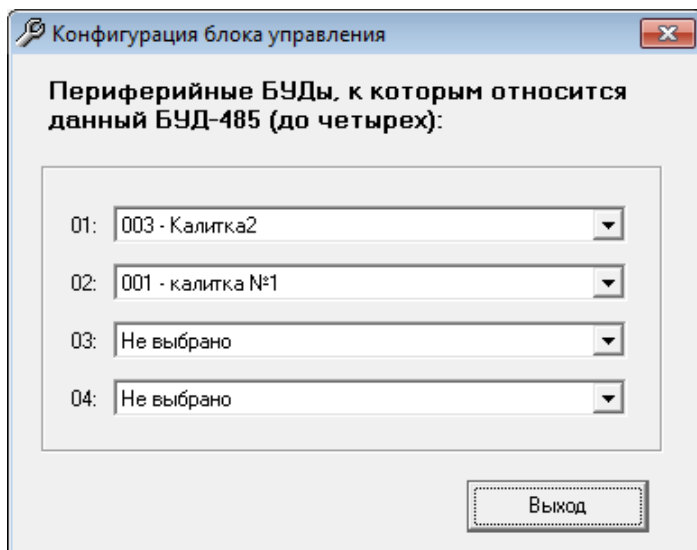 Конфигурация блока управления
Периферийные БУДы, к которым относится
данный БУД-485 (до четырех):
01: 003 - Калитка2
02: 001 - калитка №1
03: Не выбрано
04: Не выбрано
Выход